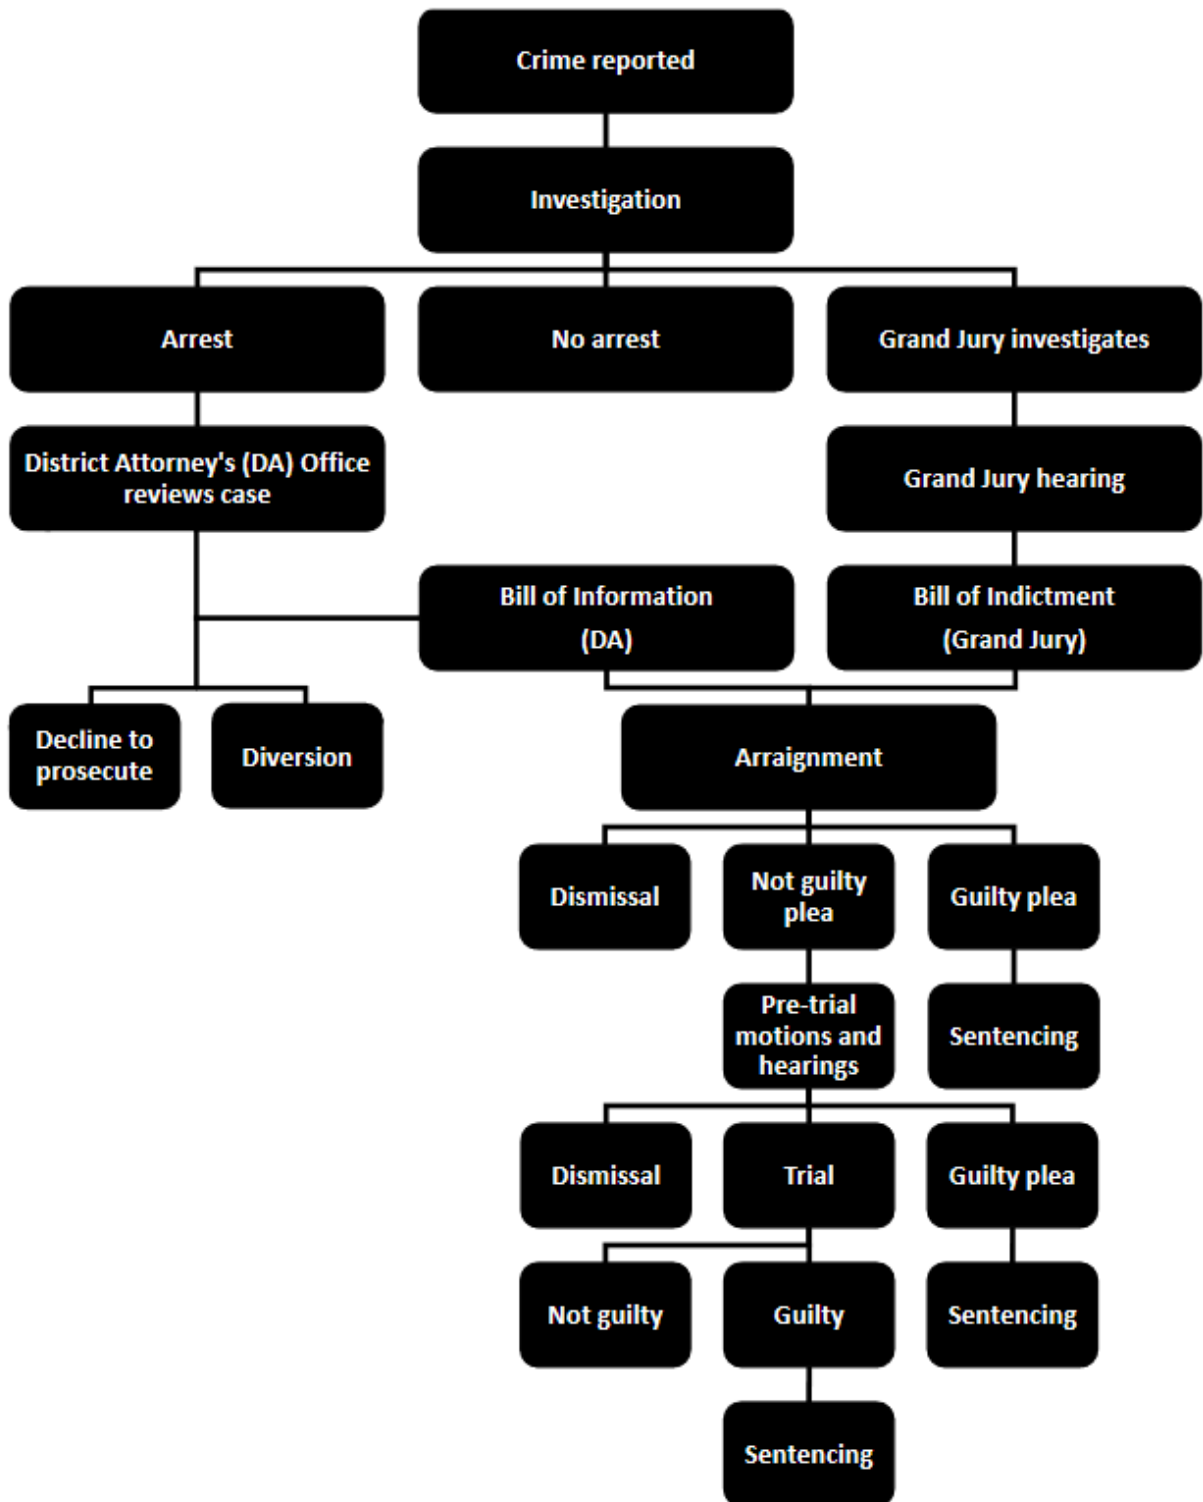 Crime reported
Investigation
Arrest
No arrest
Grand Jury investigates
District Attorney's (DA) Office
reviews case
Grand Jury hearing
Bill of Information
(DA)
Bill of Indictment
(Grand Jury)
Decline to
prosecute
Diversion
Arraignment
Dismissal
Not guilty
plea
Guilty plea
Pre-trial
motions and
hearings
Sentencing
Dismissal
Trial
Guilty plea
Not guilty
Guilty
Sentencing
Sentencing